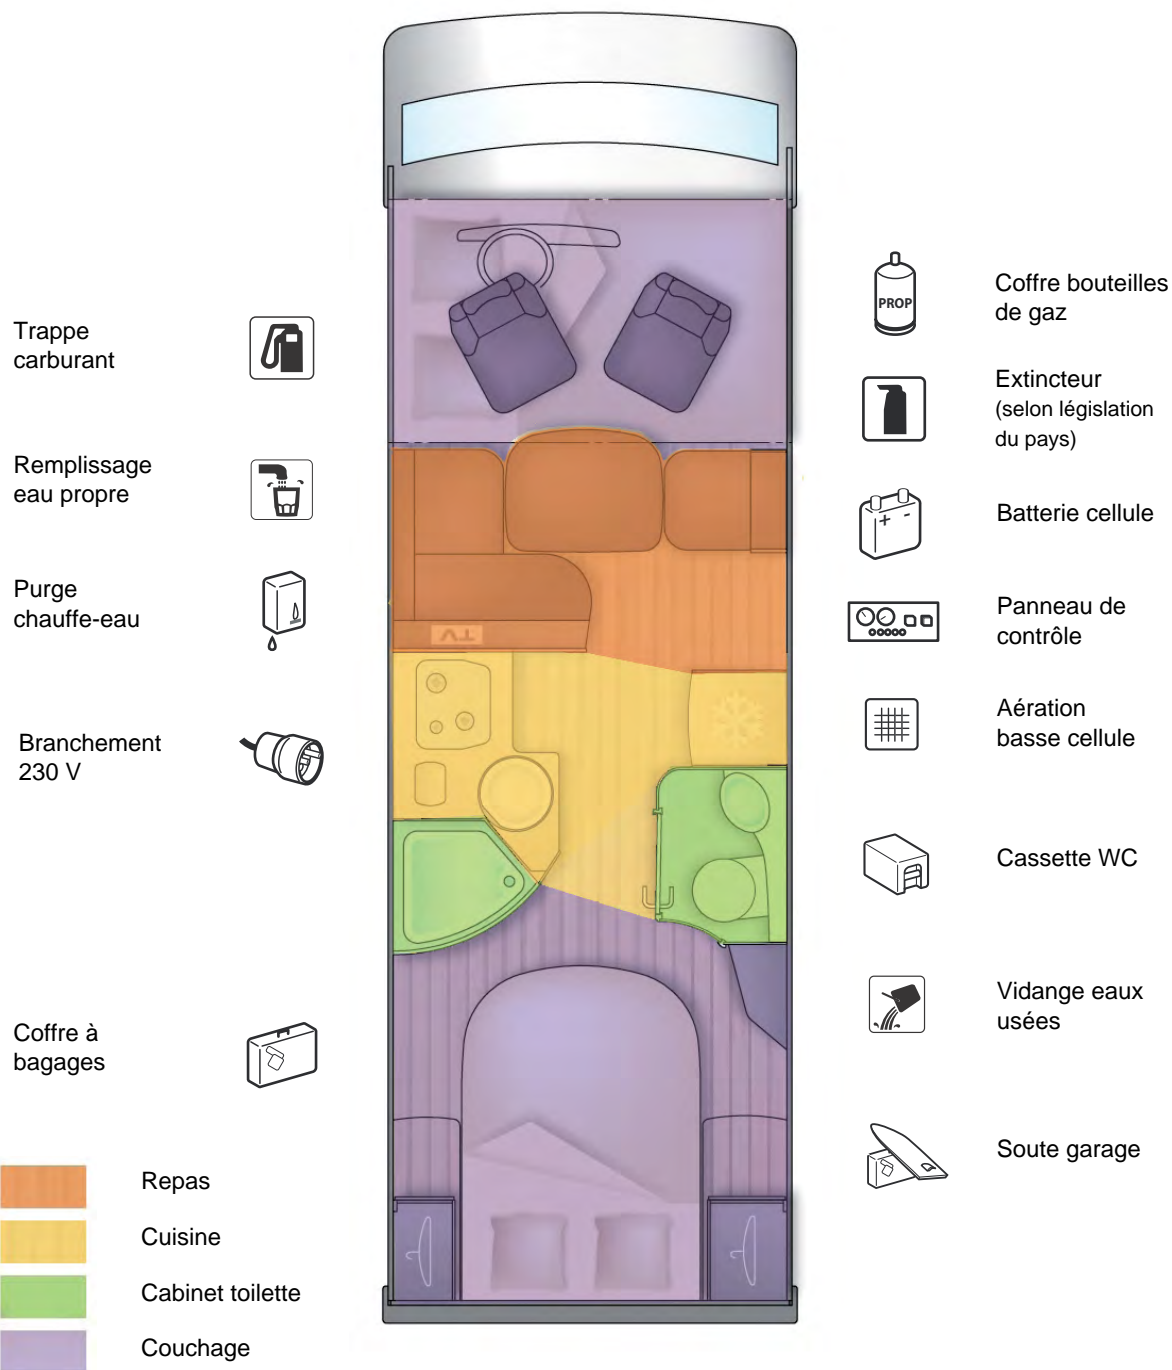 Trappe
carburant
Remplissage
eau propre
Purge
chauffe-eau
Branchement
230 V
Coffre à
bagages
Repas
Cuisine
Cabinet toilette
Couchage
TV
PROP
Coffre bouteilles
de gaz
Extincteur
(selon législation
du pays)
+ -
Batterie cellule
Panneau de
contrôle
Aération
basse cellule
Cassette WC
Vidange eaux
usées
Soute garage